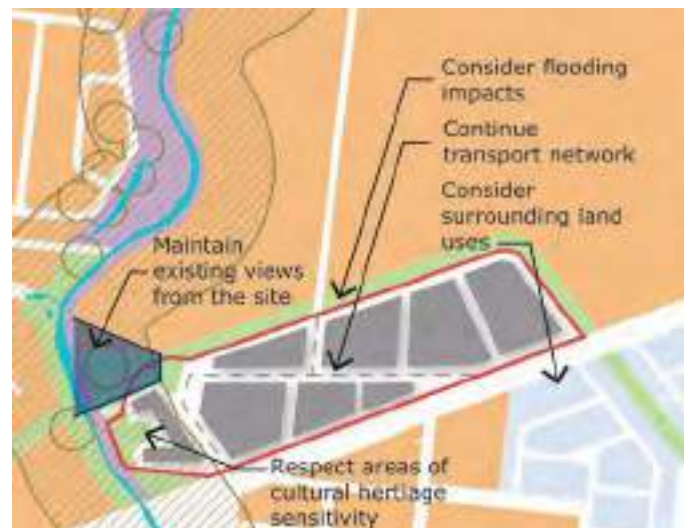 Consider flooding
impacts
Continue
transport network
Consider
surrounding land
uses
Maintain
existing views
from the site
Respect areas of
cultural hertiage
sensitivity